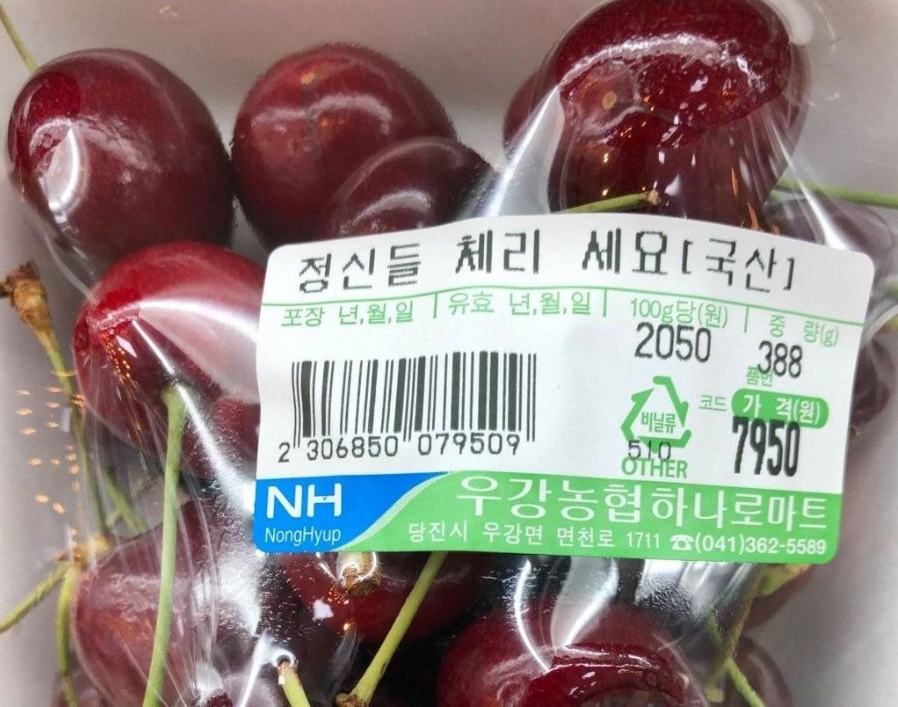 정신들 체리 세요[국산]
포장 년,월,일 유효 년,월,일 100g당(원) 중 량(g)
2050 388
품번
비닐류 코드 가 격(원)
510 7950
OTHER
2 306850 079509
NH 우강농협하나로마트
NongHyup 당진시 우강면 면천로 1711 ☎(041)362-5589